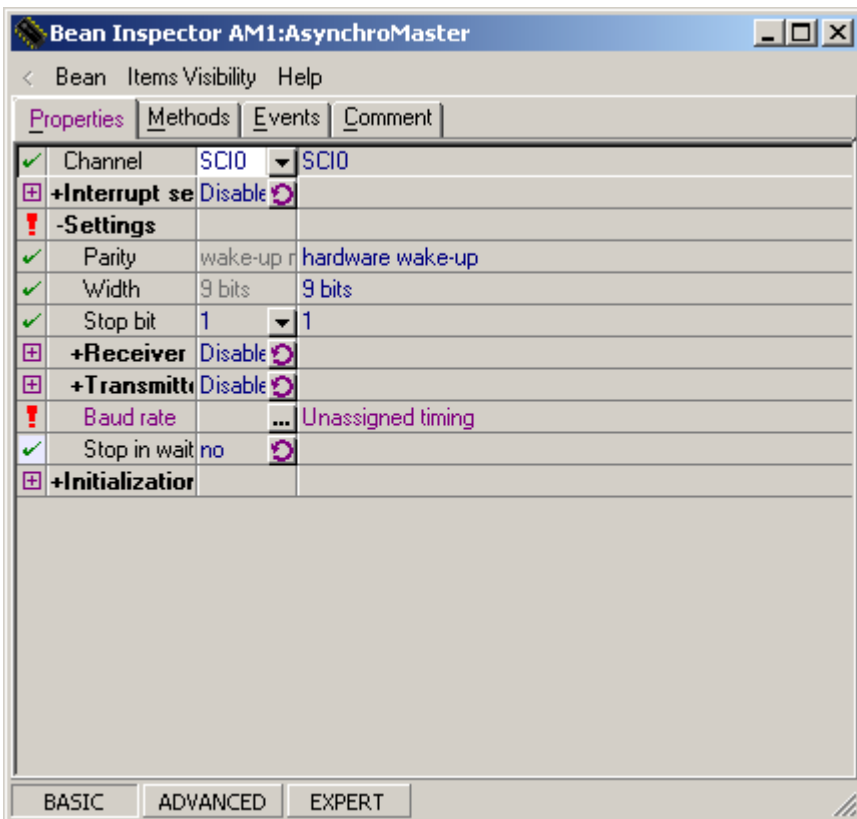 Bean Inspector AM1:AsynchroMaster
< Bean Items Visibility Help
Properties Methods Events Comment
Channel SCI0 SCI0
+Interrupt se Disable
-Settings
Parity wake-up r hardware wake-up
Width 9 bits 9 bits
Stop bit 1 1
+Receiver Disable
+Transmitt Disable
Baud rate ... Unassigned timing
Stop in wait no
+Initialization
BASIC ADVANCED EXPERT